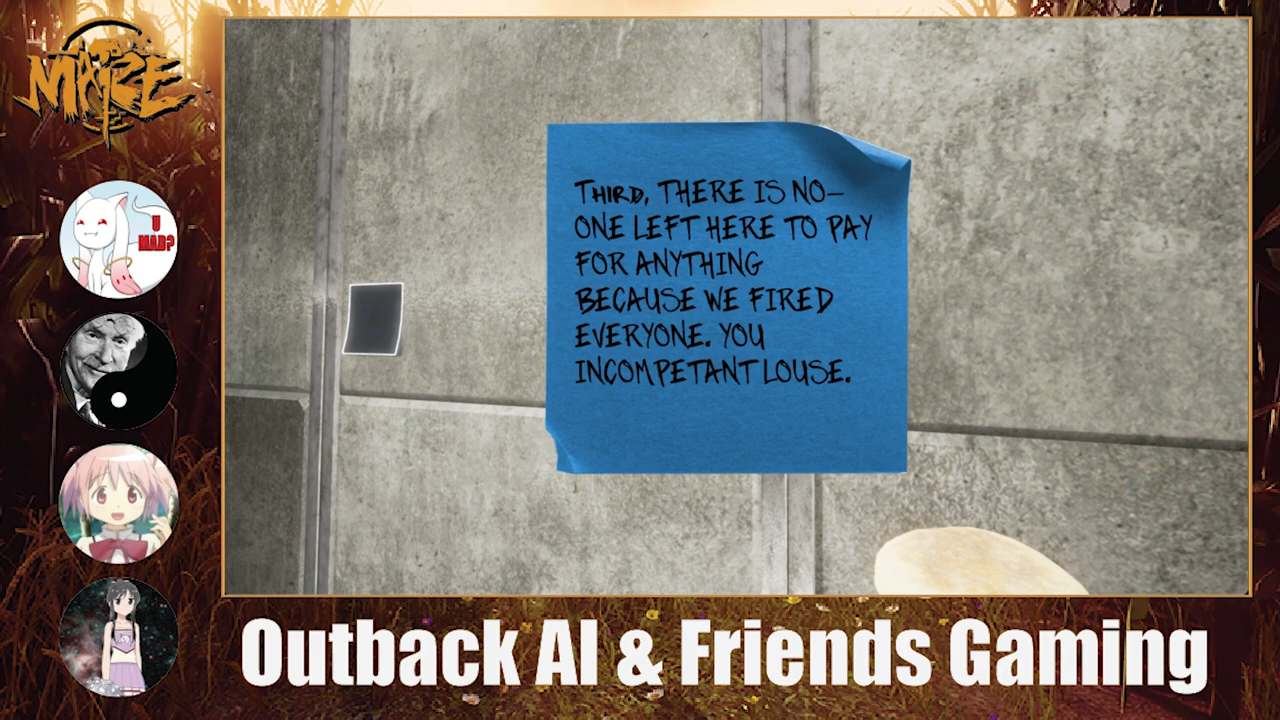 MAIZE
U
MAD?
THIRD, THERE IS NO-
ONE LEFT HERE TO PAY
FOR ANYTHING
BECAUSE WE FIRED
EVERYONE. YOU
INCOMPETANT LOUSE.
Outback AI & Friends Gaming